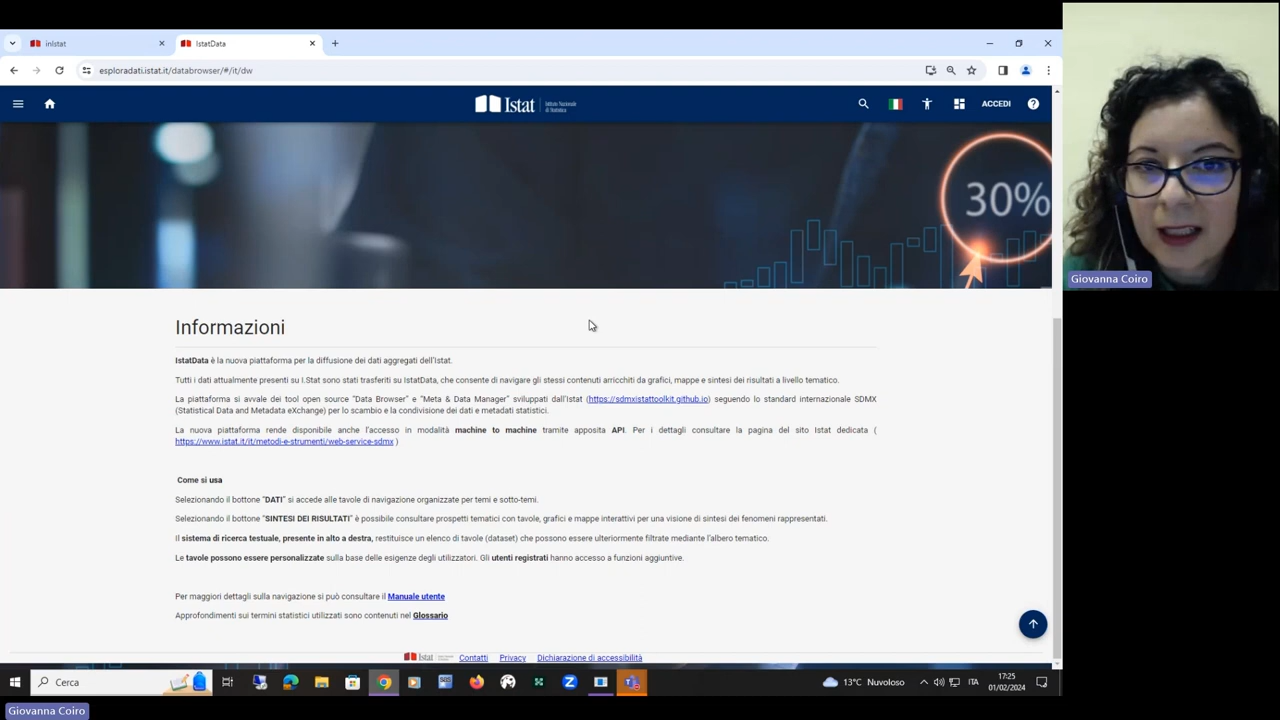 inIstat
IstatData
esploradati.istat.it/databrowser/#/it/dw
Istat Istituto Nazionale
di Statistica
ACCEDI
30%
Giovanna Coiro
Informazioni
IstatData è la nuova piattaforma per la diffusione dei dati aggregati dell'Istat.
Tutti i dati attualmente presenti su I.Stat sono stati trasferiti su IstatData, che consente di navigare gli stessi contenuti arricchiti da grafici, mappe e sintesi dei risultati a livello tematico.
La piattaforma si avvale dei tool open source "Data Browser" e "Meta & Data Manager" sviluppati dall'Istat (https://sdmxistattoolkit.github.io) seguendo lo standard internazionale SDMX
(Statistical Data and Metadata eXchange) per lo scambio e la condivisione dei dati e metadati statistici.
La nuova piattaforma rende disponibile anche l'accesso in modalità machine to machine tramite apposita API. Per i dettagli consultare la pagina del sito Istat dedicata (
https://www.istat.it/it/metodi-e-strumenti/web-service-sdmx )
Come si usa
Selezionando il bottone "DATI" si accede alle tavole di navigazione organizzate per temi e sotto-temi.
Selezionando il bottone "SINTESI DEI RISULTATI" è possibile consultare prospetti tematici con tavole, grafici e mappe interattivi per una visione di sintesi dei fenomeni rappresentati.
Il sistema di ricerca testuale, presente in alto a destra, restituisce un elenco di tavole (dataset) che possono essere ulteriormente filtrate mediante l'albero tematico.
Le tavole possono essere personalizzate sulla base delle esigenze degli utilizzatori. Gli utenti registrati hanno accesso a funzioni aggiuntive.
Per maggiori dettagli sulla navigazione si può consultare il Manuale utente
Approfondimenti sui termini statistici utilizzati sono contenuti nel Glossario
Istat Contatti Privacy Dichiarazione di accessibilità
Cerca
13°C Nuvoloso
ITA
17:25
01/02/2024
Giovanna Coiro